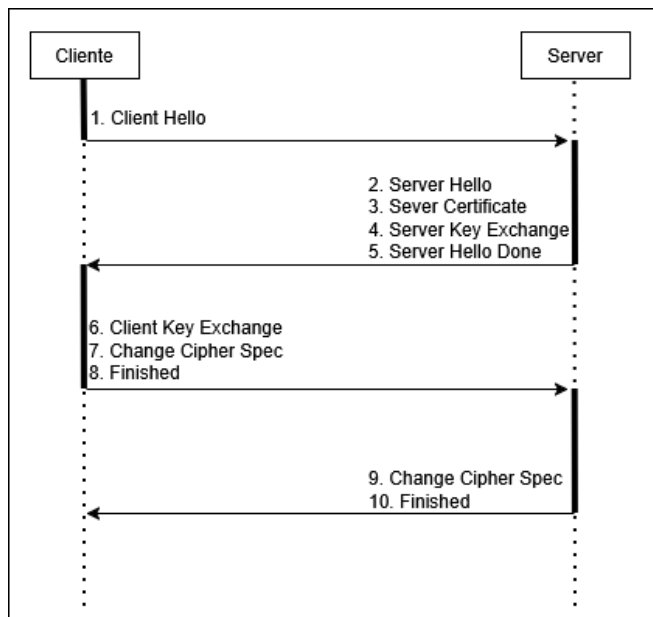 Cliente
Server
1. Client Hello
2. Server Hello
3. Sever Certificate
4. Server Key Exchange
5. Server Hello Done
6. Client Key Exchange
7. Change Cipher Spec
8. Finished
9. Change Cipher Spec
10. Finished